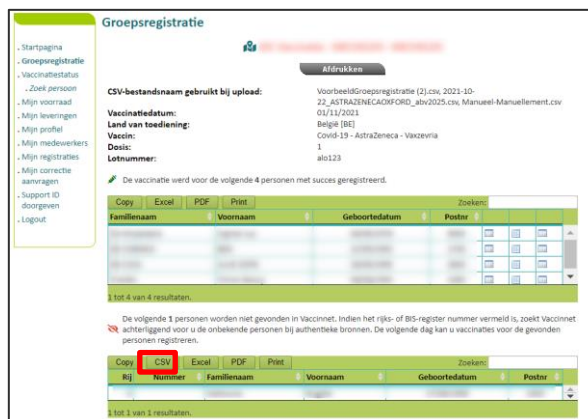 Groepsregistratie
. Startpagina
. Groepsregistratie
. Vaccinatiestatus
. Zoek persoon
. Mijn voorraad
. Mijn leveringen
. Mijn profiel
. Mijn medewerkers
. Mijn registraties
. Mijn correctie
aanvragen
. Support ID
doorgeven
. Logout
Afdrukken
CSV-bestandsnaam gebruikt bij upload: VoorbeeldGroepsregistratie (2).csv, 2021-10-
22_ASTRAZENECAOXFORD_abv2025.csv, Manueel-Manuellement.csv
Vaccinatiedatum: 01/11/2021
Land van toediening: België [BE]
Vaccin: Covid-19 - AstraZeneca - Vaxzevria
Dosis: 1
Lotnummer: alo123
De vaccinatie werd voor de volgende 4 personen met succes geregistreerd.
Copy Excel PDF Print Zoeken:
Familienaam Voornaam Geboortedatum Postnr
1 tot 4 van 4 resultaten.
De volgende 1 personen worden niet gevonden in Vaccinnet. Indien het rijks- of BIS-register nummer vermeld is, zoekt Vaccinnet
achterliggend voor u de onbekende personen bij authentieke bronnen. De volgende dag kan u vaccinaties voor de gevonden
personen registreren.
Copy CSV Excel PDF Print Zoeken:
Rij Nummer Familienaam Voornaam Geboortedatum Postnr
1 tot 1 van 1 resultaten.